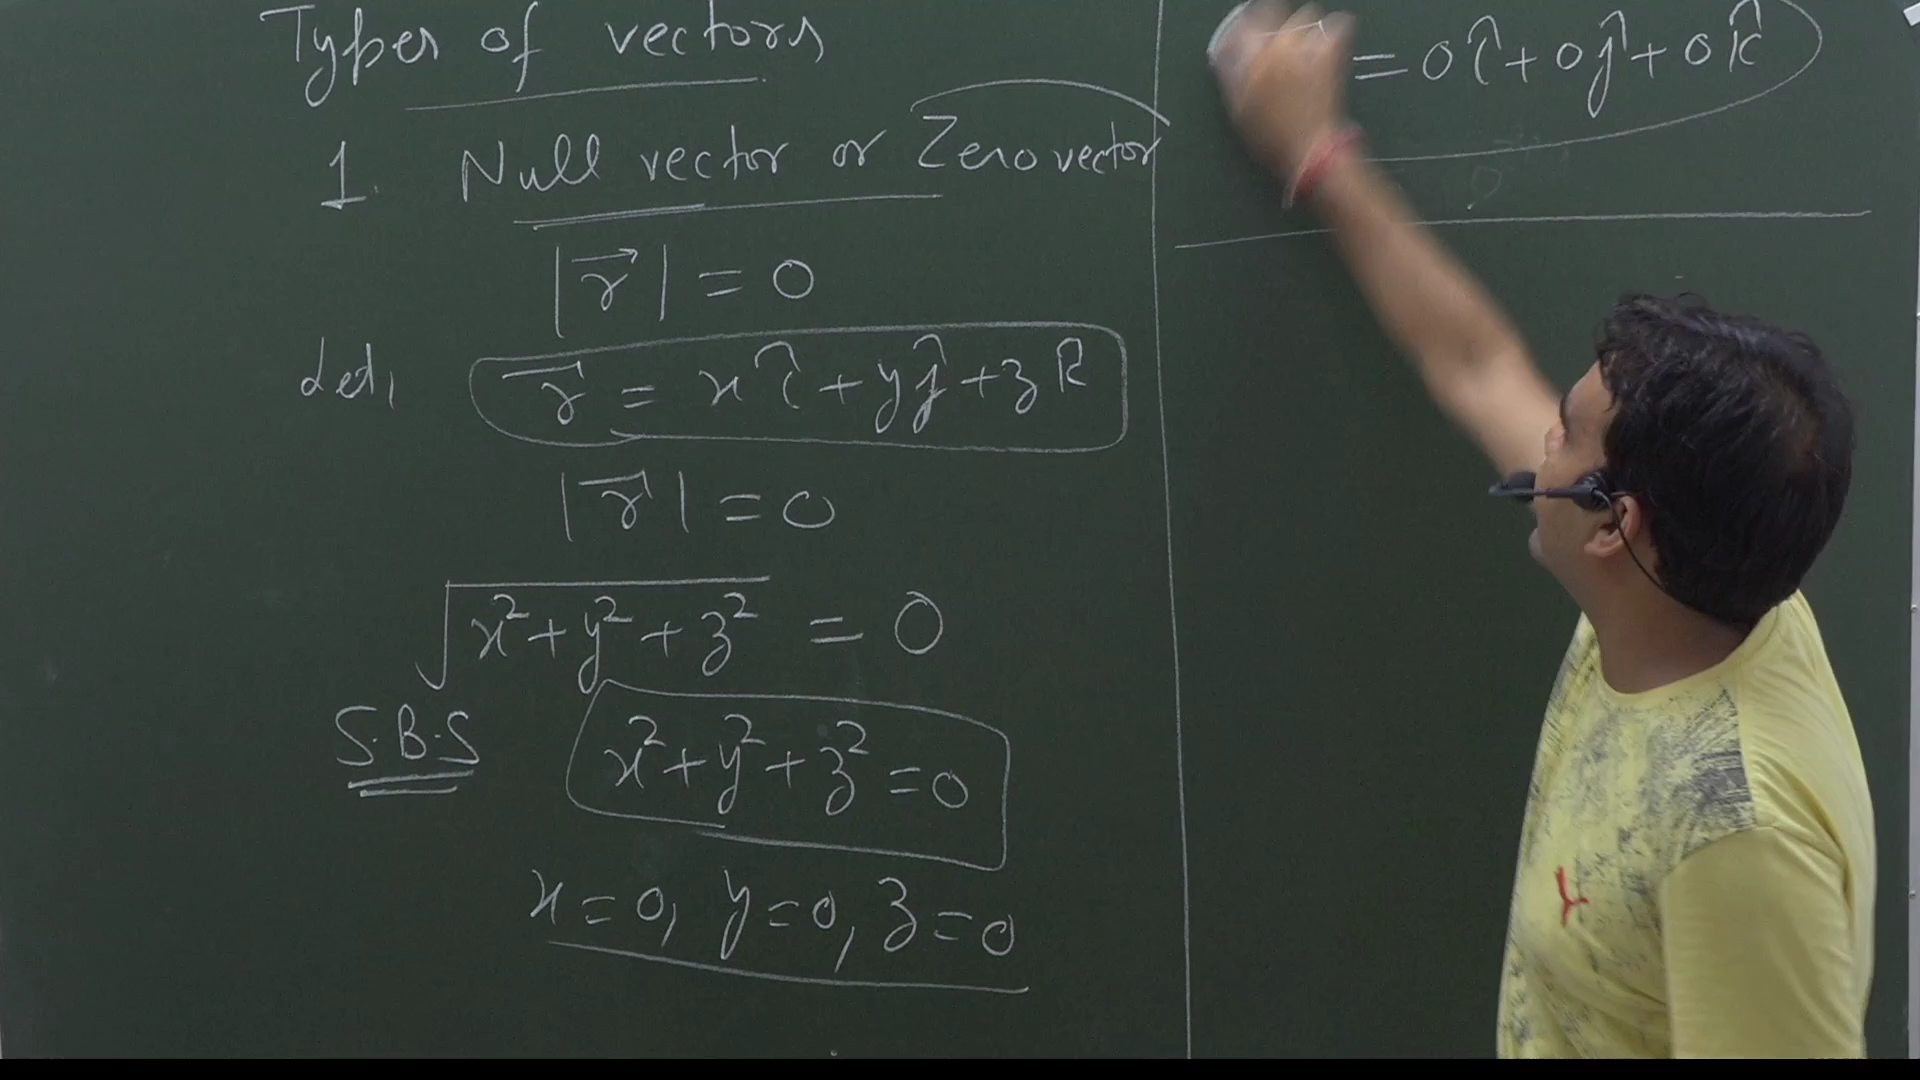 Types of vectors
1. Null vector or Zero vector
|r⃗| = 0
Let, r⃗ = xî + yĵ + zk̂
|r⃗| = 0
√(x² + y² + z²) = 0
S.B.S x² + y² + z² = 0
x = 0, y = 0, z = 0
= 0î + 0ĵ + 0k̂